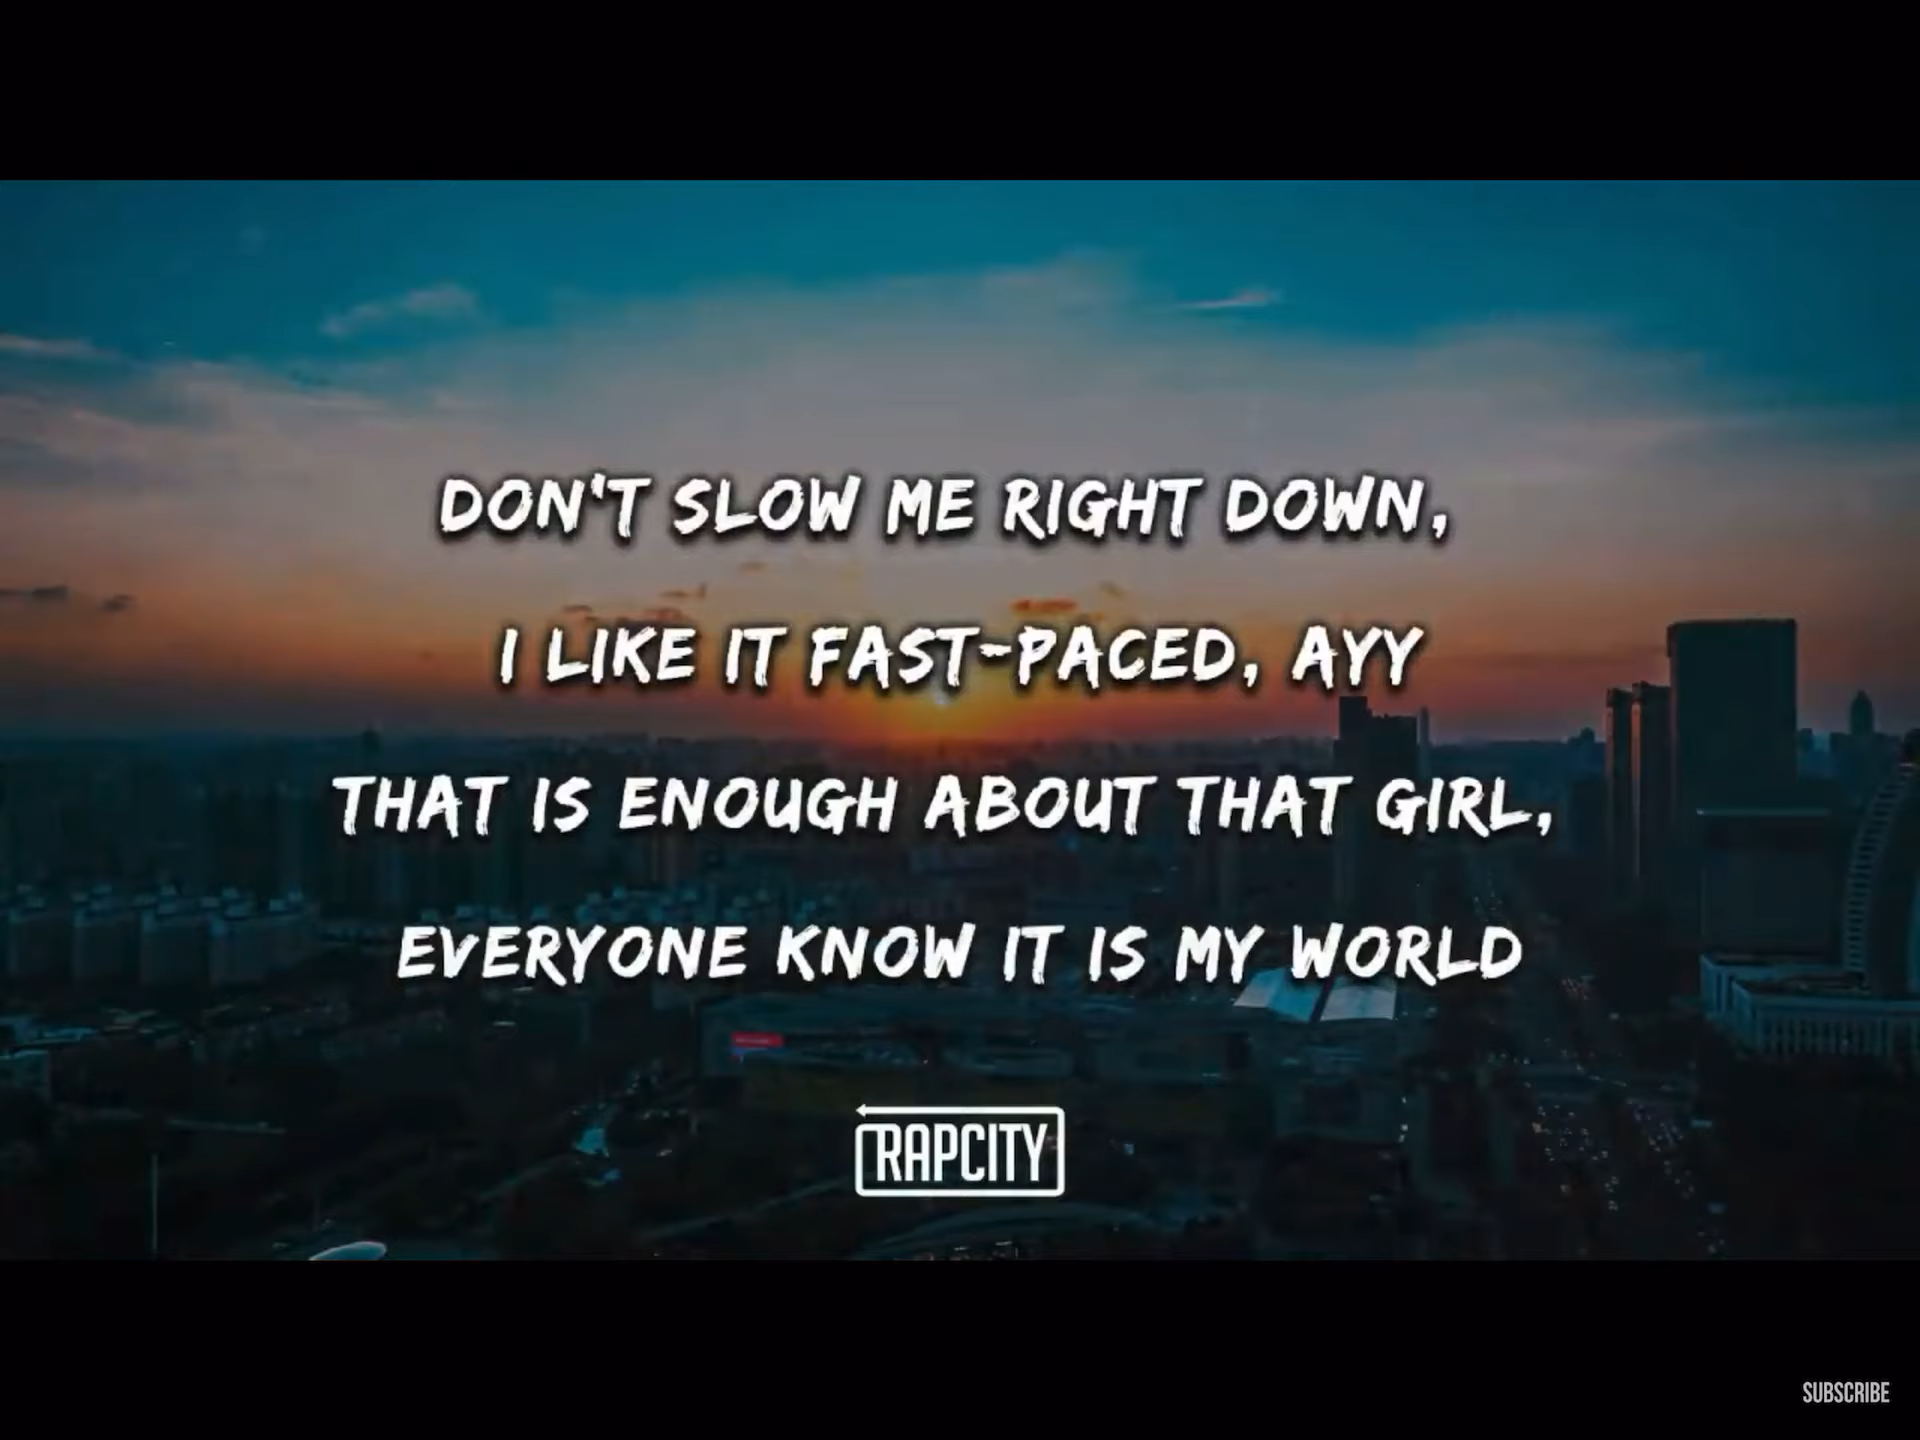 DON'T SLOW ME RIGHT DOWN,
I LIKE IT FAST-PACED, AYY
THAT IS ENOUGH ABOUT THAT GIRL,
EVERYONE KNOW IT IS MY WORLD
RAPCITY
SUBSCRIBE